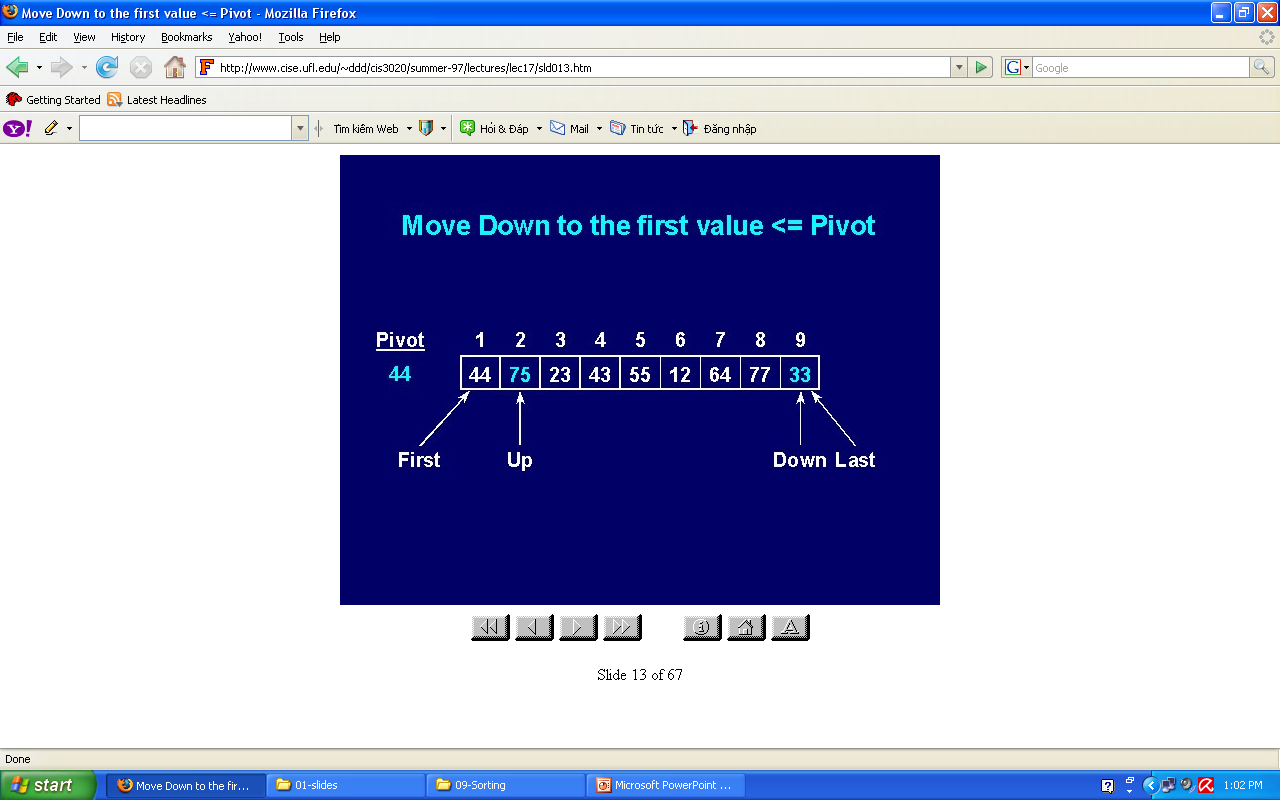 Move Down to the first value <= Pivot - Mozilla Firefox
File Edit View History Bookmarks Yahoo! Tools Help
http://www.cise.ufl.edu/~ddd/cis3020/summer-97/lectures/lec17/sld013.htm G Google
Getting Started Latest Headlines
Y! Tìm kiếm Web Hỏi & Đáp Mail Tin tức Đăng nhập
Move Down to the first value <= Pivot
Pivot 1 2 3 4 5 6 7 8 9
44 44 75 23 43 55 12 64 77 33
First Up Down Last
Slide 13 of 67
Done
start Move Down to the fir... 01-slides 09-Sorting Microsoft PowerPoint ... 1:02 PM